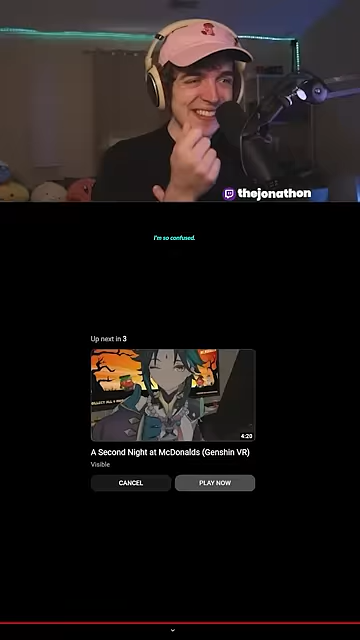 thejonathon
I'm so confused.
Up next in 3
4:20
A Second Night at McDonalds (Genshin VR)
Visible
CANCEL
PLAY NOW